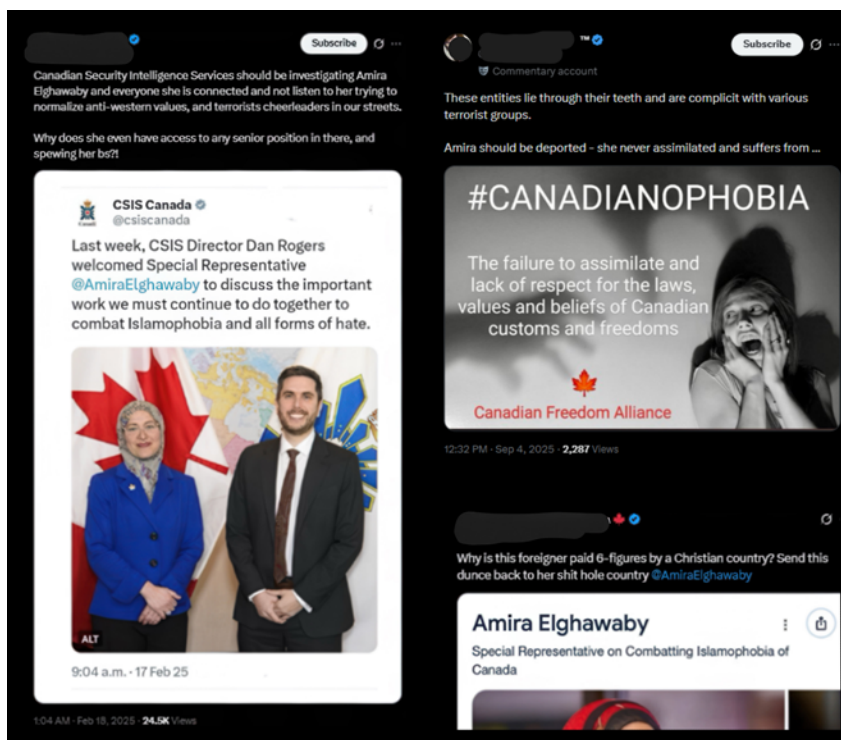 Subscribe
Canadian Security Intelligence Services should be investigating Amira
Elghawaby and everyone she is connected and not listen to her trying to
normalize anti-western values, and terrorists cheerleaders in our streets.
Why does she even have access to any senior position in there, and
spewing her bs?!
CSIS Canada
@csiscanada
Last week, CSIS Director Dan Rogers
welcomed Special Representative
@AmiraElghawaby to discuss the important
work we must continue to do together to
combat Islamophobia and all forms of hate.
ALT
9:04 a.m. · 17 Feb 25
1:04 AM · Feb 18, 2025 · 24.5K Views
™
Subscribe
Commentary account
These entities lie through their teeth and are complicit with various
terrorist groups.
Amira should be deported - she never assimilated and suffers from ...
#CANADIANOPHOBIA
The failure to assimilate and
lack of respect for the laws,
values and beliefs of Canadian
customs and freedoms
Canadian Freedom Alliance
12:32 PM · Sep 4, 2025 · 2,287 Views
Why is this foreigner paid 6-figures by a Christian country? Send this
dunce back to her shit hole country @AmiraElghawaby
Amira Elghawaby
Special Representative on Combatting Islamophobia of
Canada